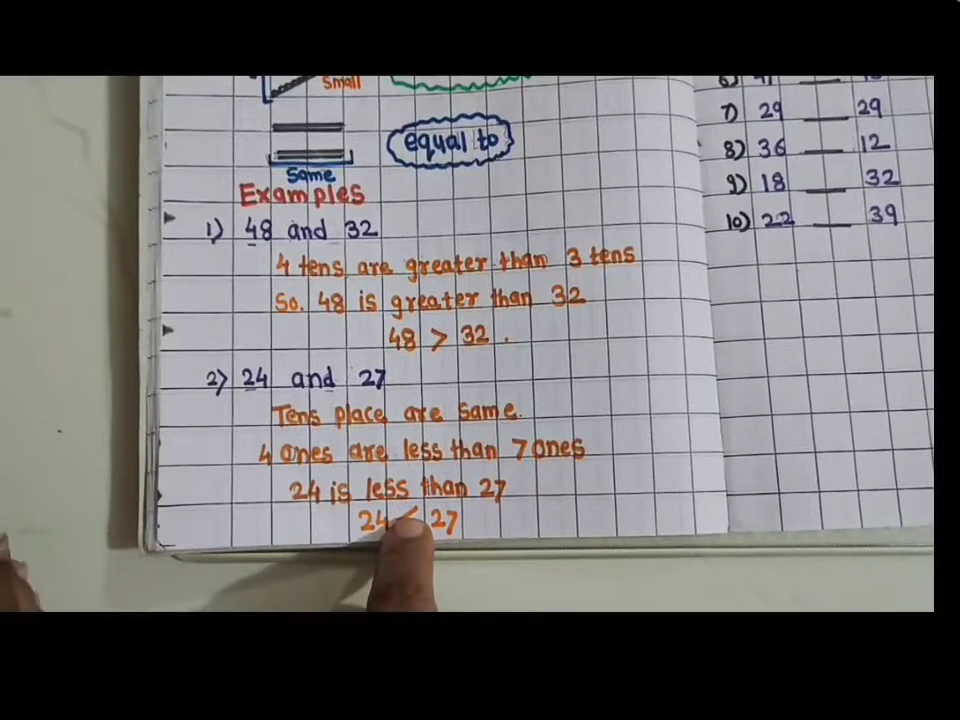 Small
equal to
Same
Examples
1) 48 and 32
4 tens are greater than 3 tens
So. 48 is greater than 32
48 > 32 .
2) 24 and 27
Tens place are same.
4 ones are less than 7 ones
24 is less than 27
24 < 27
7) 29 ___ 29
8) 36 ___ 12
9) 18 ___ 32
10) 22 ___ 39